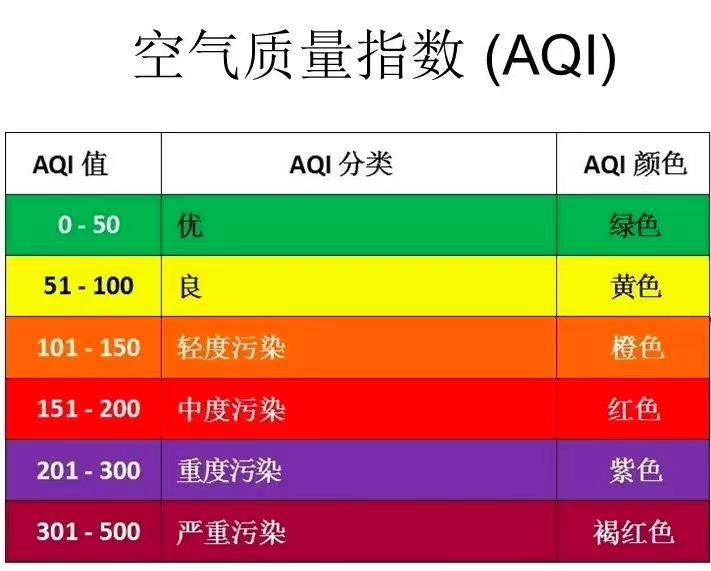 空气质量指数 (AQI)
AQI 值 AQI 分类 AQI 颜色
0 - 50 优 绿色
51 - 100 良 黄色
101 - 150 轻度污染 橙色
151 - 200 中度污染 红色
201 - 300 重度污染 紫色
301 - 500 严重污染 褐红色